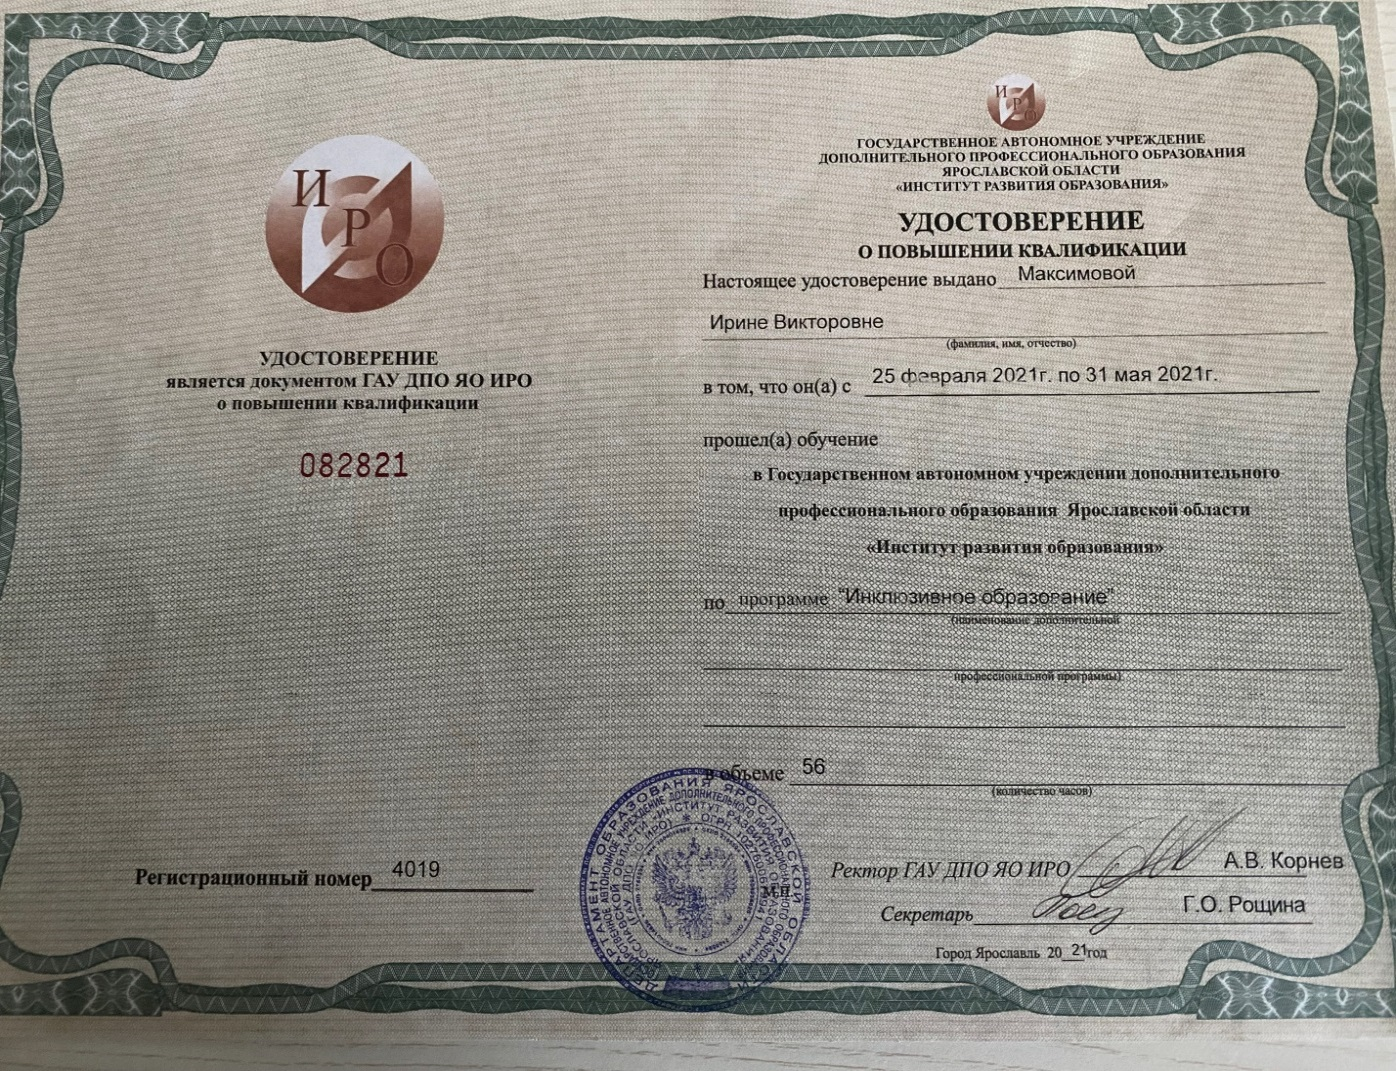 И
Р
О
УДОСТОВЕРЕНИЕ
является документом ГАУ ДПО ЯО ИРО
о повышении квалификации
082821
Регистрационный номер 4019
И
Р
О
ГОСУДАРСТВЕННОЕ АВТОНОМНОЕ УЧРЕЖДЕНИЕ
ДОПОЛНИТЕЛЬНОГО ПРОФЕССИОНАЛЬНОГО ОБРАЗОВАНИЯ
ЯРОСЛАВСКОЙ ОБЛАСТИ
«ИНСТИТУТ РАЗВИТИЯ ОБРАЗОВАНИЯ»
УДОСТОВЕРЕНИЕ
О ПОВЫШЕНИИ КВАЛИФИКАЦИИ
Настоящее удостоверение выдано Максимовой
Ирине Викторовне
(фамилия, имя, отчество)
в том, что он(а) с 25 февраля 2021г. по 31 мая 2021г.
прошел(а) обучение
в Государственном автономном учреждении дополнительного
профессионального образования Ярославской области
«Институт развития образования»
по программе "Инклюзивное образование"
(наименование дополнительной
профессиональной программы)
в объеме 56
(количество часов)
М.П.
Ректор ГАУ ДПО ЯО ИРО А.В. Корнев
Секретарь Г.О. Рощина
Город Ярославль 20 21 год
ДЕПАРТАМЕНТ ОБРАЗОВАНИЯ ЯРОСЛАВСКОЙ ОБЛАСТИ